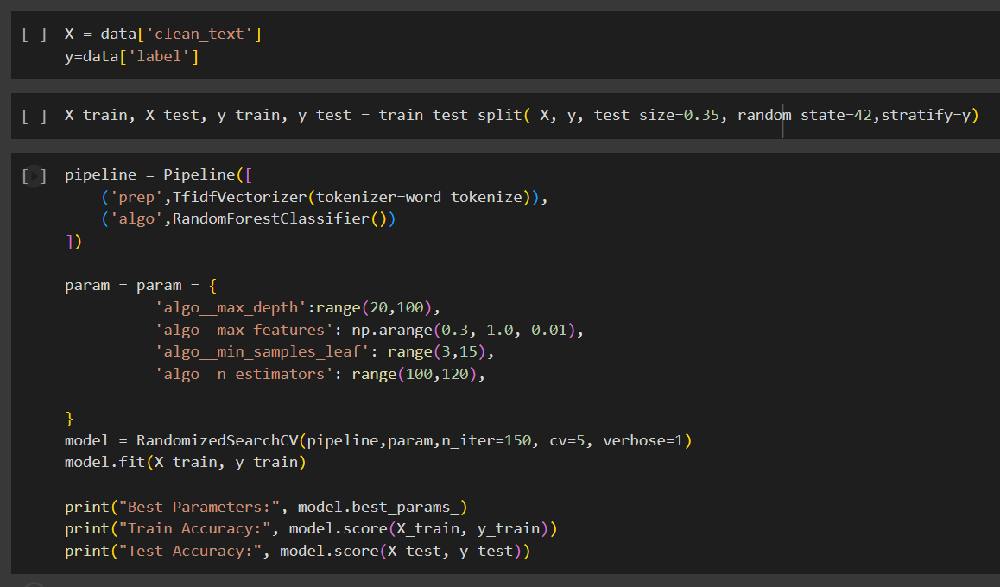 [ ] X = data['clean_text']
y=data['label']
[ ] X_train, X_test, y_train, y_test = train_test_split( X, y, test_size=0.35, random_state=42,stratify=y)
[ ] pipeline = Pipeline([
('prep',TfidfVectorizer(tokenizer=word_tokenize)),
('algo',RandomForestClassifier())
])
param = param = {
'algo__max_depth':range(20,100),
'algo__max_features': np.arange(0.3, 1.0, 0.01),
'algo__min_samples_leaf': range(3,15),
'algo__n_estimators': range(100,120),
}
model = RandomizedSearchCV(pipeline,param,n_iter=150, cv=5, verbose=1)
model.fit(X_train, y_train)
print("Best Parameters:", model.best_params_)
print("Train Accuracy:", model.score(X_train, y_train))
print("Test Accuracy:", model.score(X_test, y_test))